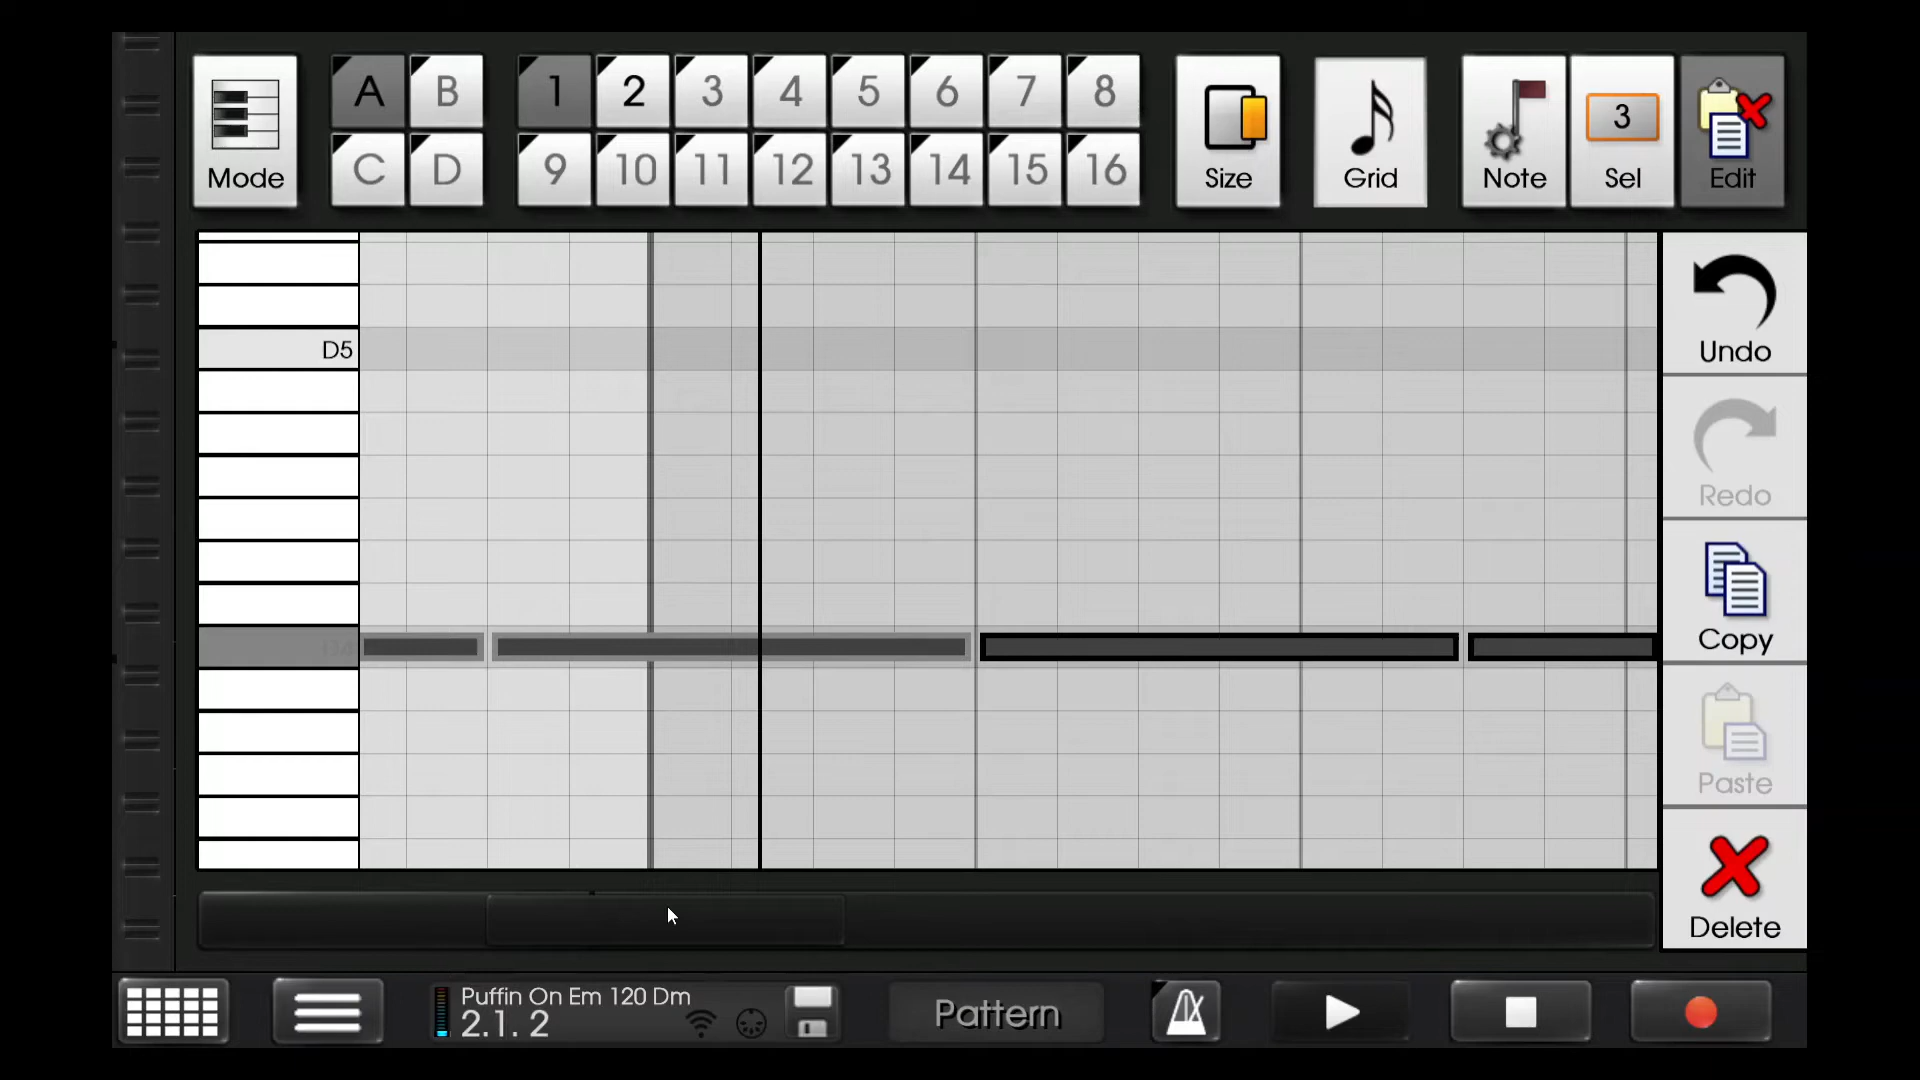 Mode
A B 1 2 3 4 5 6 7 8
C D 9 10 11 12 13 14 15 16
Size
Grid
Note
3
Sel
Edit
D5
Undo
Redo
Copy
Paste
Delete
Puffin On Em 120 Dm
2.1. 2
Pattern